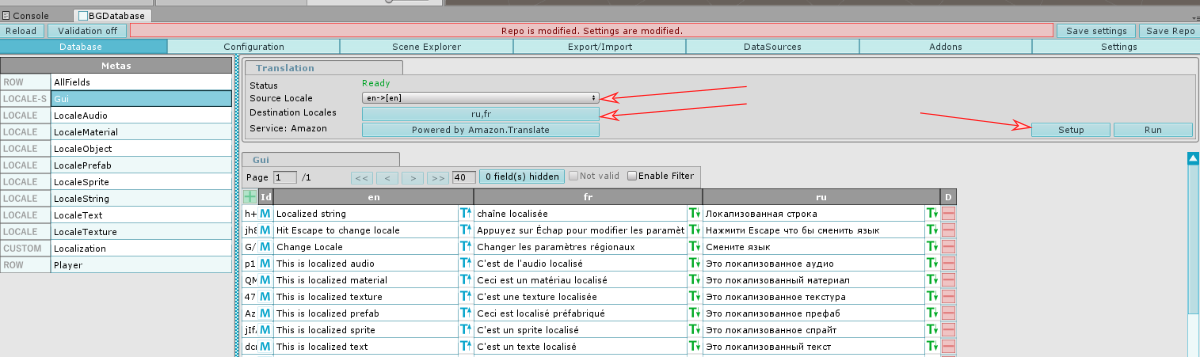 Console BGDatabase
Reload Validation off Repo is modified. Settings are modified. Save settings Save Repo
Database Configuration Scene Explorer Export/Import DataSources Addons Settings
Metas
ROW AllFields
LOCALE-S Gui
LOCALE LocaleAudio
LOCALE LocaleMaterial
LOCALE LocaleObject
LOCALE LocalePrefab
LOCALE LocaleSprite
LOCALE LocaleString
LOCALE LocaleText
LOCALE LocaleTexture
CUSTOM Localization
ROW Player
Translation
Status Ready
Source Locale en->[en]
Destination Locales ru,fr
Service: Amazon Powered by Amazon.Translate Setup Run
Gui
Page 1 /1 << < > >> 40 0 field(s) hidden Not valid Enable Filter
+ Id en fr ru D
h+ M Localized string T chaîne localisée T Локализованная строка T
jh8 M Hit Escape to change locale T Appuyez sur Échap pour modifier les paramèt T Нажмити Escape что бы сменить язык T
G/ M Change Locale T Changer les paramètres régionaux T Смените язык T
p1 M This is localized audio T C'est de l'audio localisé T Это локализованное аудио T
QM M This is localized material T Ceci est un matériau localisé T Это локализованный материал T
47 M This is localized texture T C'est une texture localisée T Это локализованное текстура T
Az M This is localized prefab T Ceci est localisé préfabriqué T Это локализованное префаб T
jIf M This is localized sprite T C'est un sprite localisé T Это локализованное спрайт T
dcr M This is localized text T C'est un texte localisé T Это локализованный текст T